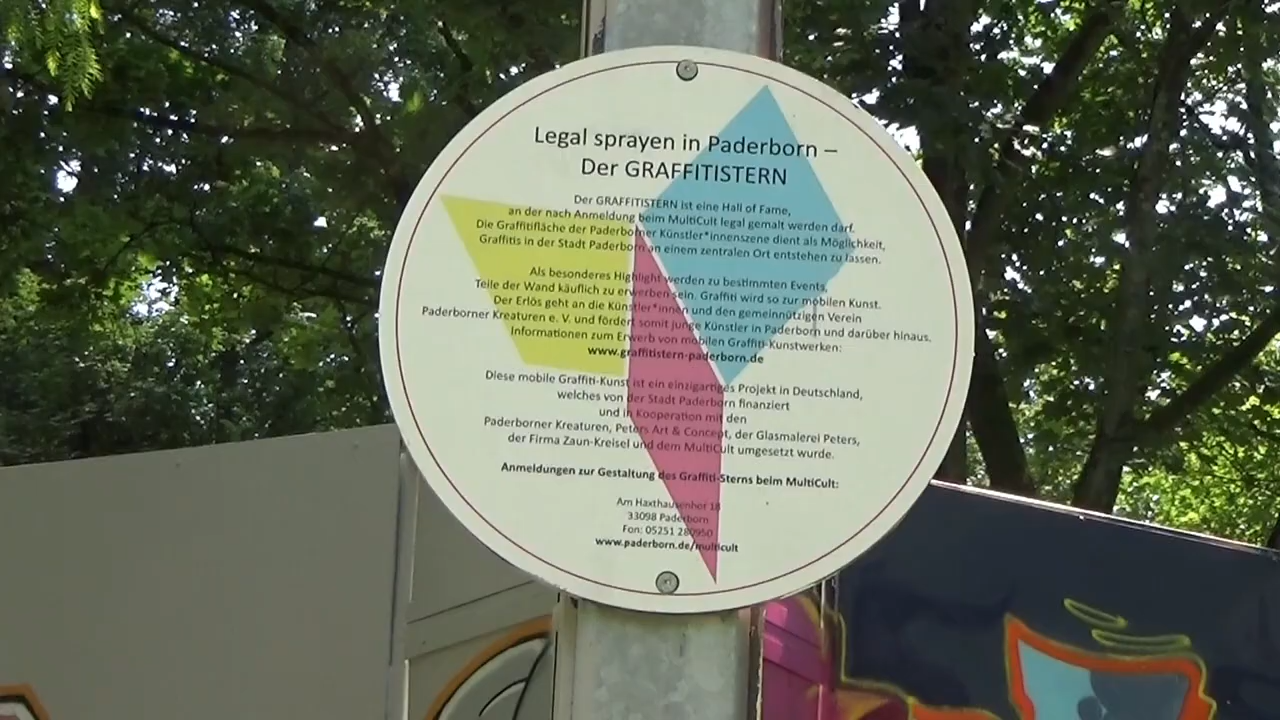 Legal sprayen in Paderborn –
Der GRAFFITISTERN
Der GRAFFITISTERN ist eine Hall of Fame,
an der nach Anmeldung beim MultiCult legal gemalt werden darf.
Die Graffitifläche der Paderborner Künstler*innenszene dient als Möglichkeit,
Graffitis in der Stadt Paderborn an einem zentralen Ort entstehen zu lassen.
Als besonderes Highlight werden zu bestimmten Events,
Teile der Wand käuflich zu erwerben sein. Graffiti wird so zur mobilen Kunst.
Der Erlös geht an die Künstler*innen und den gemeinnützigen Verein
Paderborner Kreaturen e. V. und fördert somit junge Künstler in Paderborn und darüber hinaus.
Informationen zum Erwerb von mobilen Graffiti-Kunstwerken:
www.graffitistern-paderborn.de
Diese mobile Graffiti-Kunst ist ein einzigartiges Projekt in Deutschland,
welches von der Stadt Paderborn finanziert
und in Kooperation mit den
Paderborner Kreaturen, Peters Art & Concept, der Glasmalerei Peters,
der Firma Zaun-Kreisel und dem MultiCult umgesetzt wurde.
Anmeldungen zur Gestaltung des Graffiti-Sterns beim MultiCult:
Am Haxthausenhof 18
33098 Paderborn
Fon: 05251 280950
www.paderborn.de/multicult